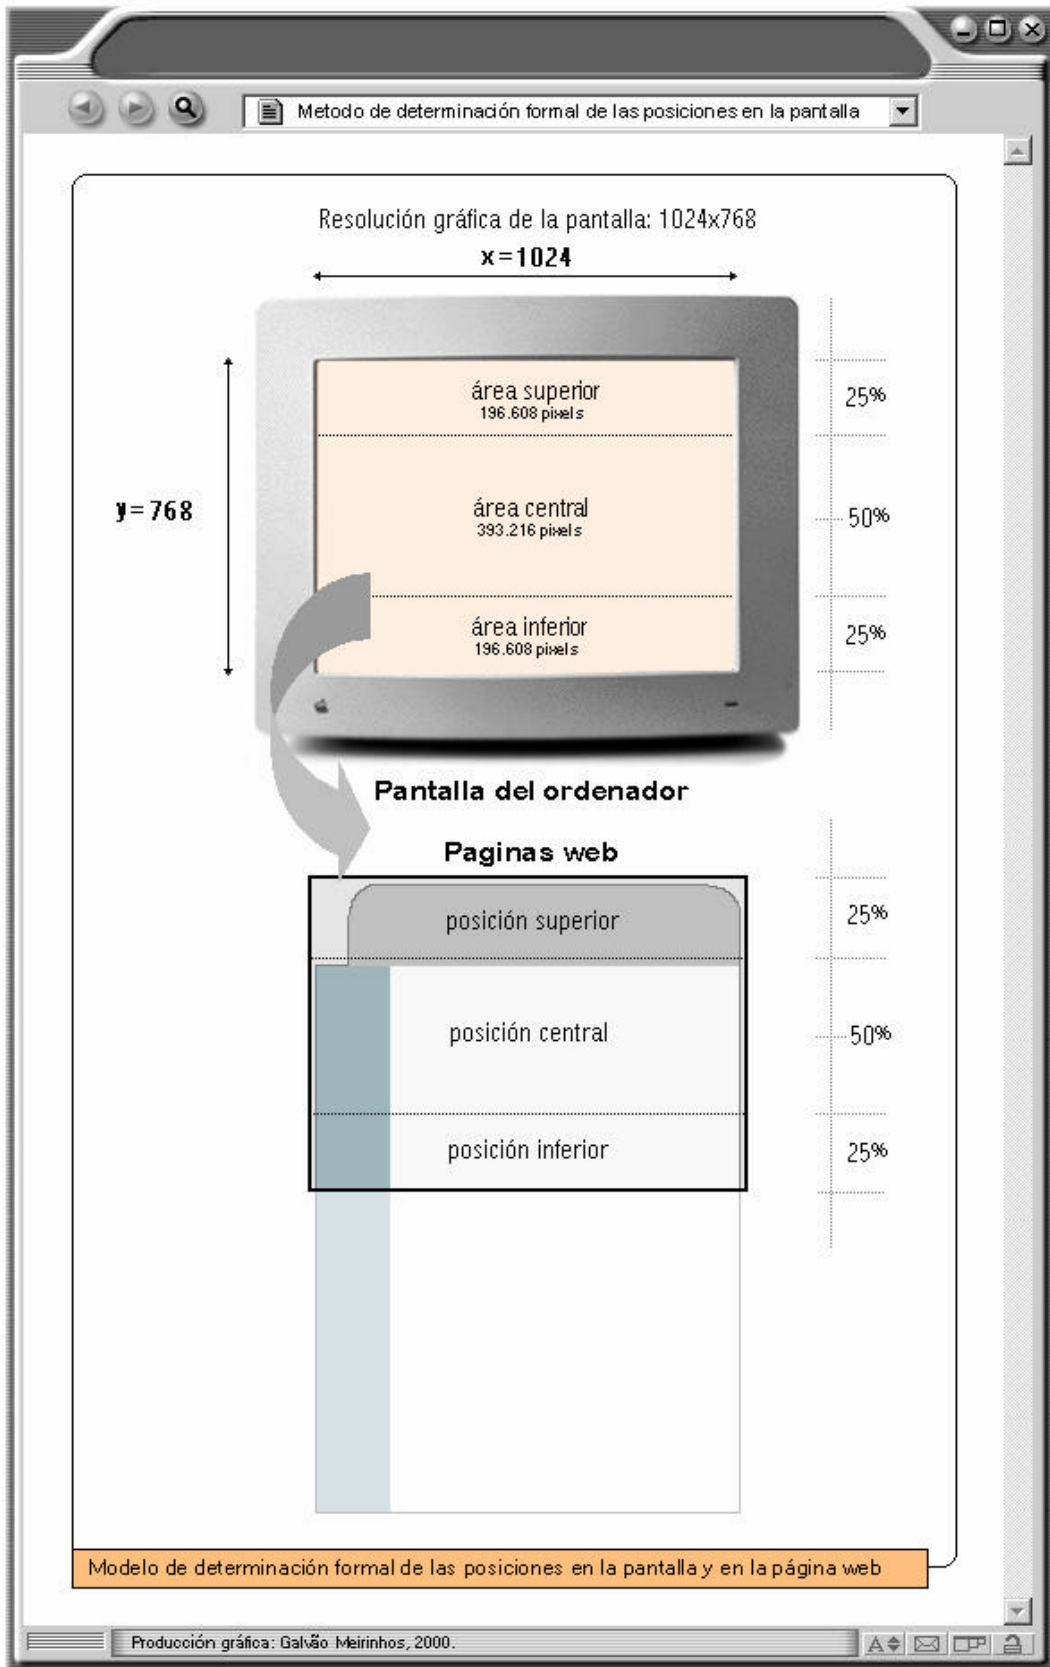 Metodo de determinación formal de las posiciones en la pantalla
Resolución gráfica de la pantalla: 1024x768
x=1024
área superior
196.608 pixels
25%
y=768
área central
393.216 pixels
50%
área inferior
196.608 pixels
25%
Pantalla del ordenador
Paginas web
posición superior
25%
posición central
50%
posición inferior
25%
Modelo de determinación formal de las posiciones en la pantalla y en la página web
Producción gráfica: Galvão Meirinhos, 2000.
A